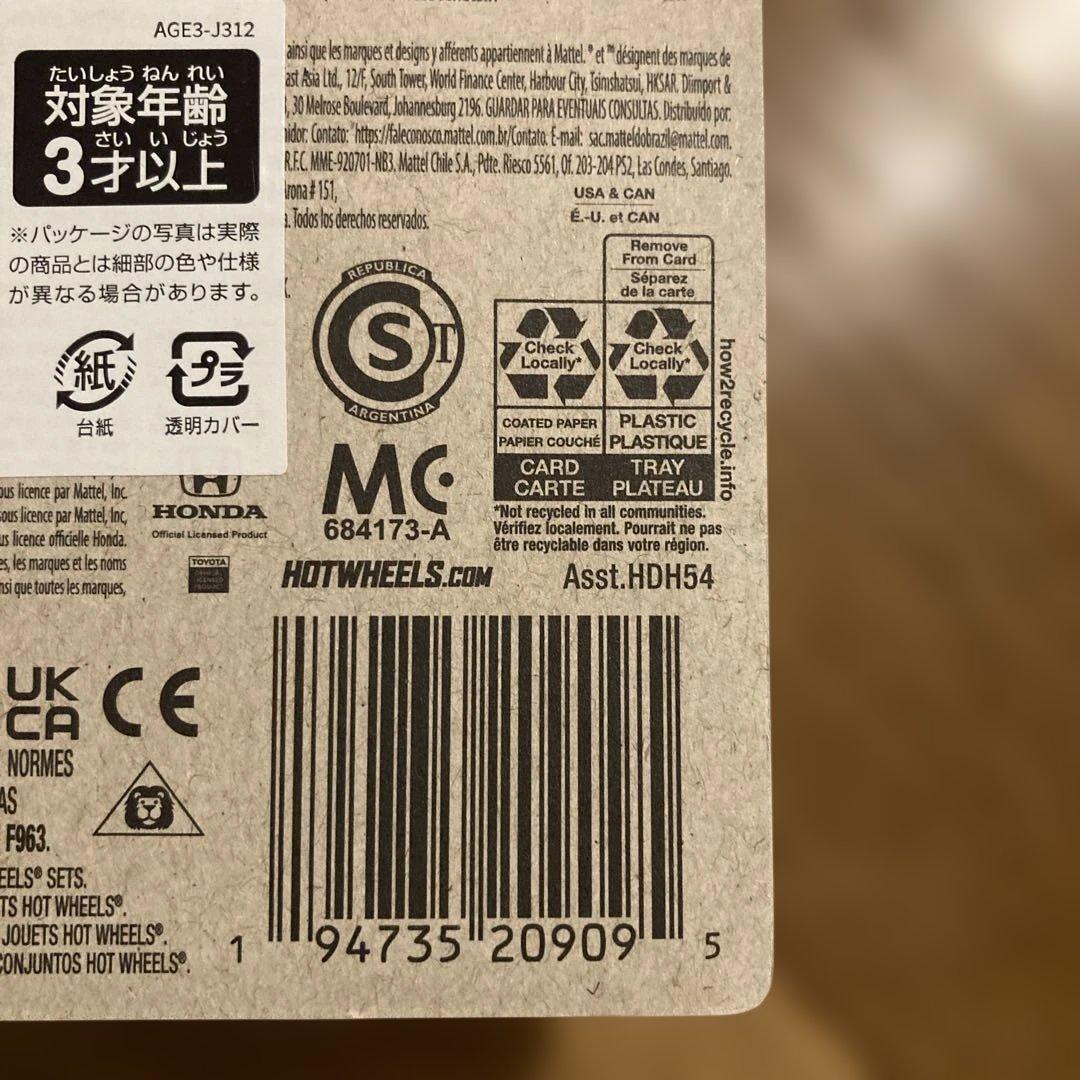 AGE3-J312
たいしょう ねん れい
対象年齢
さい い じょう
3才以上
※パッケージの写真は実際
の商品とは細部の色や仕様
が異なる場合があります。
紙
プラ
台紙
透明カバー
ainsi que les marques et designs y afférents appartiennent à Mattel. ® et ™ désignent des marques de
ast Asia Ltd., 12/F, South Tower, World Finance Center, Harbour City, Tsimshatsui, HKSAR. Diimport &
, 30 Melrose Boulevard, Johannesburg 2196. GUARDAR PARA EVENTUAIS CONSULTAS. Distribuido por:
idor: Contato: https://faleconosco.mattel.com.br/Contato. E-mail: sac.matteldobrazil@mattel.com.
R.F.C. MME-920701-NB3. Mattel Chile S.A., Pdte. Riesco 5561, Of. 203-204 P52, Las Condes, Santiago.
rona # 151,
a. Todos los derechos reservados.
USA & CAN
É.-U. et CAN
Remove
From Card
Séparez
de la carte
Check
Locally*
Check
Locally*
COATED PAPER
PAPIER COUCHÉ
PLASTIC
PLASTIQUE
CARD
CARTE
TRAY
PLATEAU
how2recycle.info
*Not recycled in all communities.
Vérifiez localement. Pourrait ne pas
être recyclable dans votre région.
REPUBLICA
CST
ARGENTINA
MC
684173-A
HOTWHEELS.COM
Asst.HDH54
ous licence par Mattel, Inc.
sous licence par Mattel, Inc,
us licence officielle Honda.
es, les marques et les noms
nsi que toutes les marques,
HONDA
Official Licensed Product
TOYOTA
OFFICIAL
LICENSED
PRODUCT
UK
CA
CE
NORMES
AS
F963.
EELS® SETS.
TS HOT WHEELS®.
JOUETS HOT WHEELS®.
CONJUNTOS HOT WHEELS®.
1 94735 20909 5